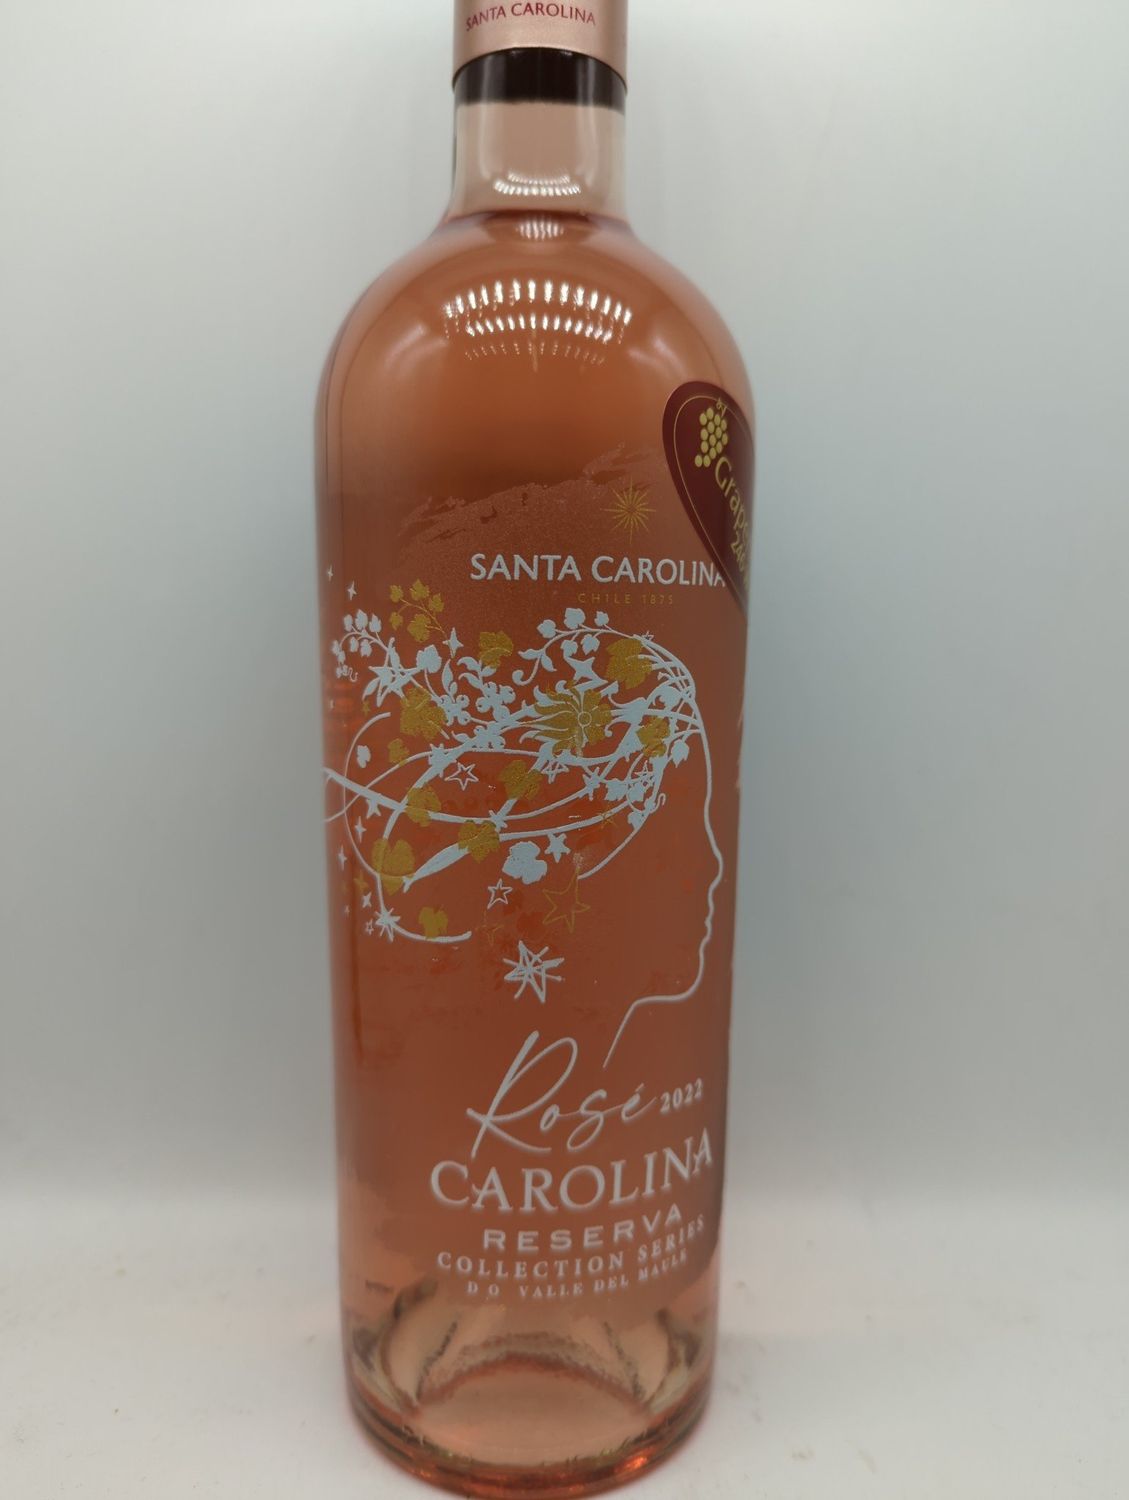 SANTA CAROLINA
SANTA CAROLINA
CHILE 1875
Rosé 2022
CAROLINA
RESERVA
COLLECTION SERIES
D O VALLE DEL MAULE